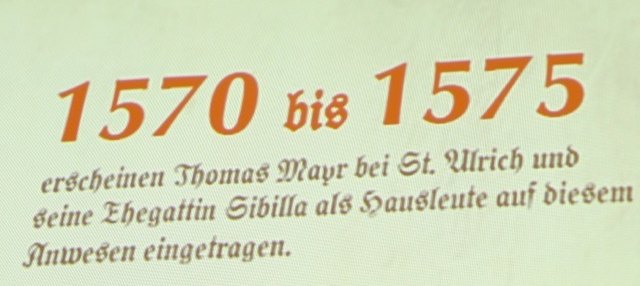 1570 bis 1575
erscheinen Thomas Mayr bei St. Ulrich und
seine Ehegattin Sibilla als Hausleute auf diesem
Anwesen eingetragen.